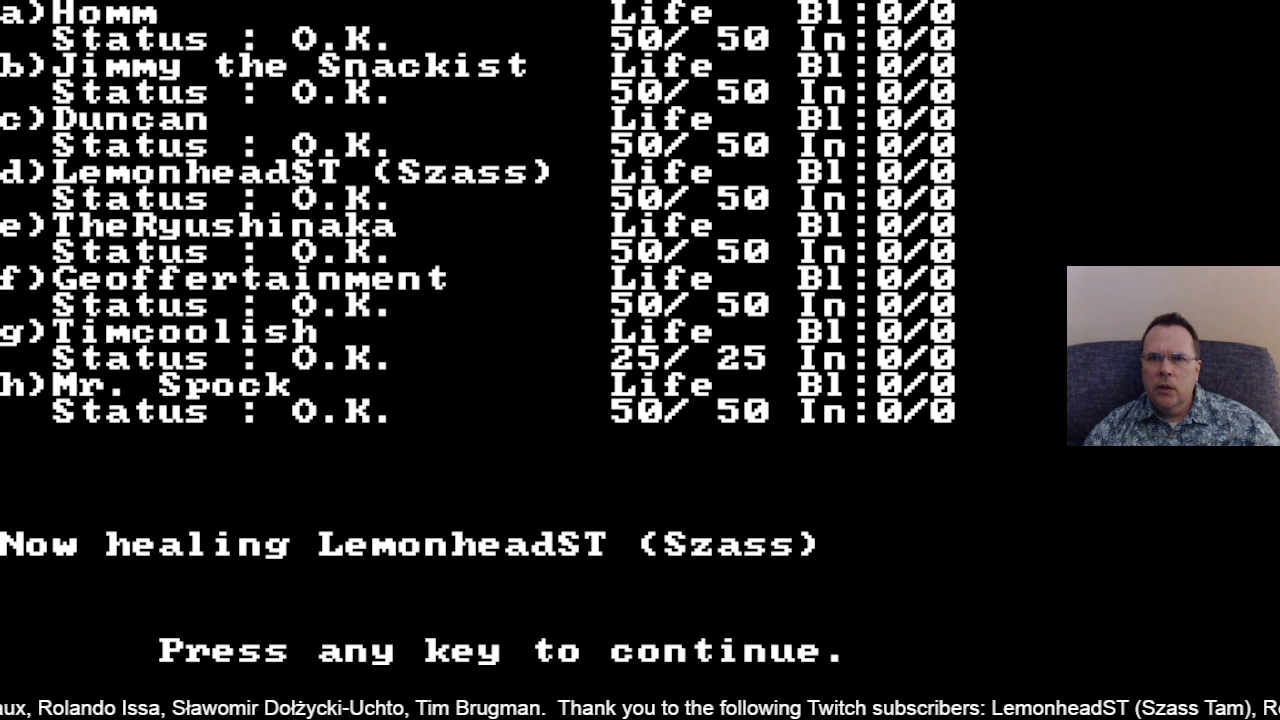 a)Homm Life Bl:0/0
Status : O.K. 50/ 50 In:0/0
b)Jimmy the Snackist Life Bl:0/0
Status : O.K. 50/ 50 In:0/0
c)Duncan Life Bl:0/0
Status : O.K. 50/ 50 In:0/0
d)LemonheadST (Szass) Life Bl:0/0
Status : O.K. 50/ 50 In:0/0
e)TheRyushinaka Life Bl:0/0
Status : O.K. 50/ 50 In:0/0
f)Geoffertainment Life Bl:0/0
Status : O.K. 50/ 50 In:0/0
g)Timcoolish Life Bl:0/0
Status : O.K. 25/ 25 In:0/0
h)Mr. Spock Life Bl:0/0
Status : O.K. 50/ 50 In:0/0
Now healing LemonheadST (Szass)
Press any key to continue.
aux, Rolando Issa, Sławomir Dołżycki-Uchto, Tim Brugman. Thank you to the following Twitch subscribers: LemonheadST (Szass Tam), R